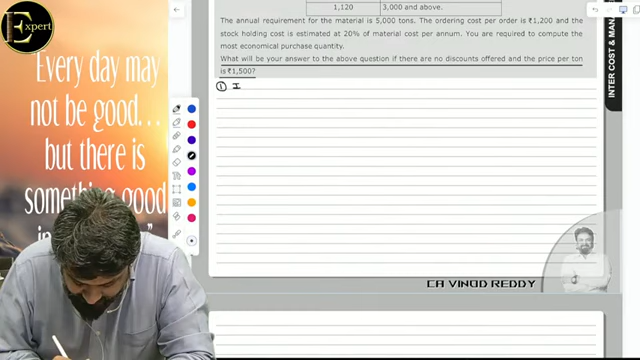 Expert
"Every day may
not be good...
but there is
something good
in
1,120 3,000 and above.
The annual requirement for the material is 5,000 tons. The ordering cost per order is ₹1,200 and the
stock holding cost is estimated at 20% of material cost per annum. You are required to compute the
most economical purchase quantity.
What will be your answer to the above question if there are no discounts offered and the price per ton
is ₹1,500?
① I
INTER COST & MAN
CA VINOD REDDY